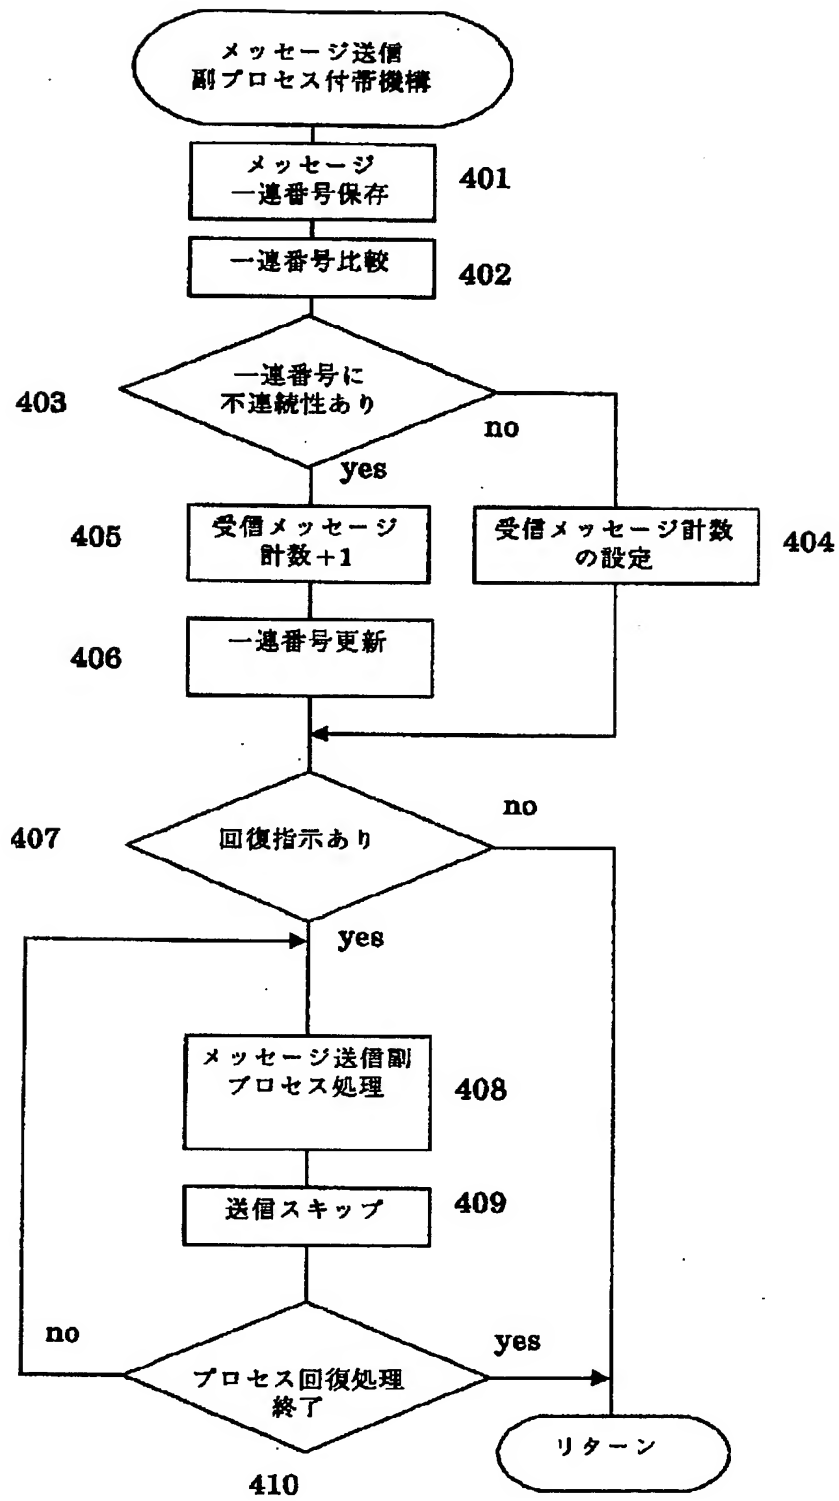 メッセージ送信
副プロセス付帯機構
メッセージ
一連番号保存
401
一連番号比較
402
403
一連番号に
不連続性あり
no
yes
405
受信メッセージ
計数+1
受信メッセージ計数
の設定
404
406
一連番号更新
407
回復指示あり
no
yes
メッセージ送信副
プロセス処理
408
送信スキップ
409
no
yes
プロセス回復処理
終了
410
リターン